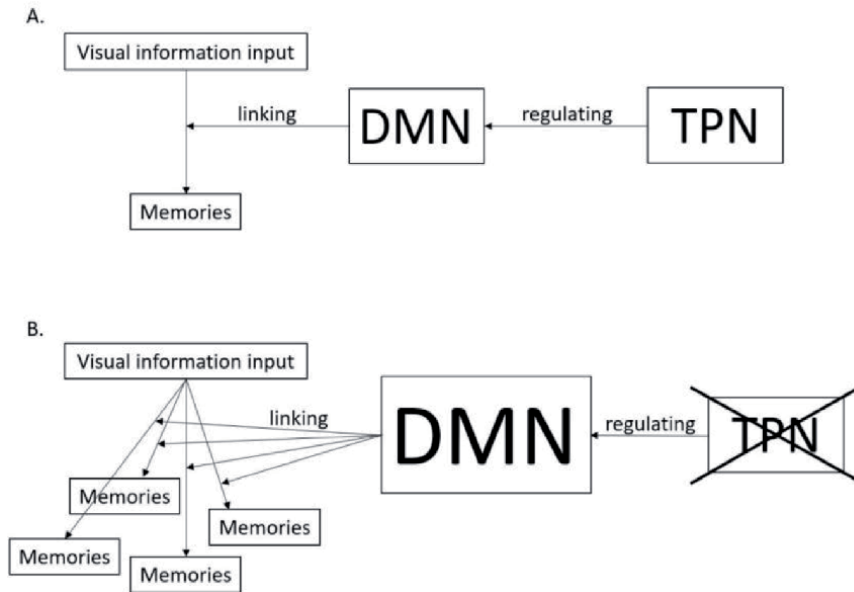 A.
Visual information input
linking
DMN
regulating
TPN
Memories
B.
Visual information input
linking
DMN
regulating
TPN
Memories
Memories
Memories
Memories